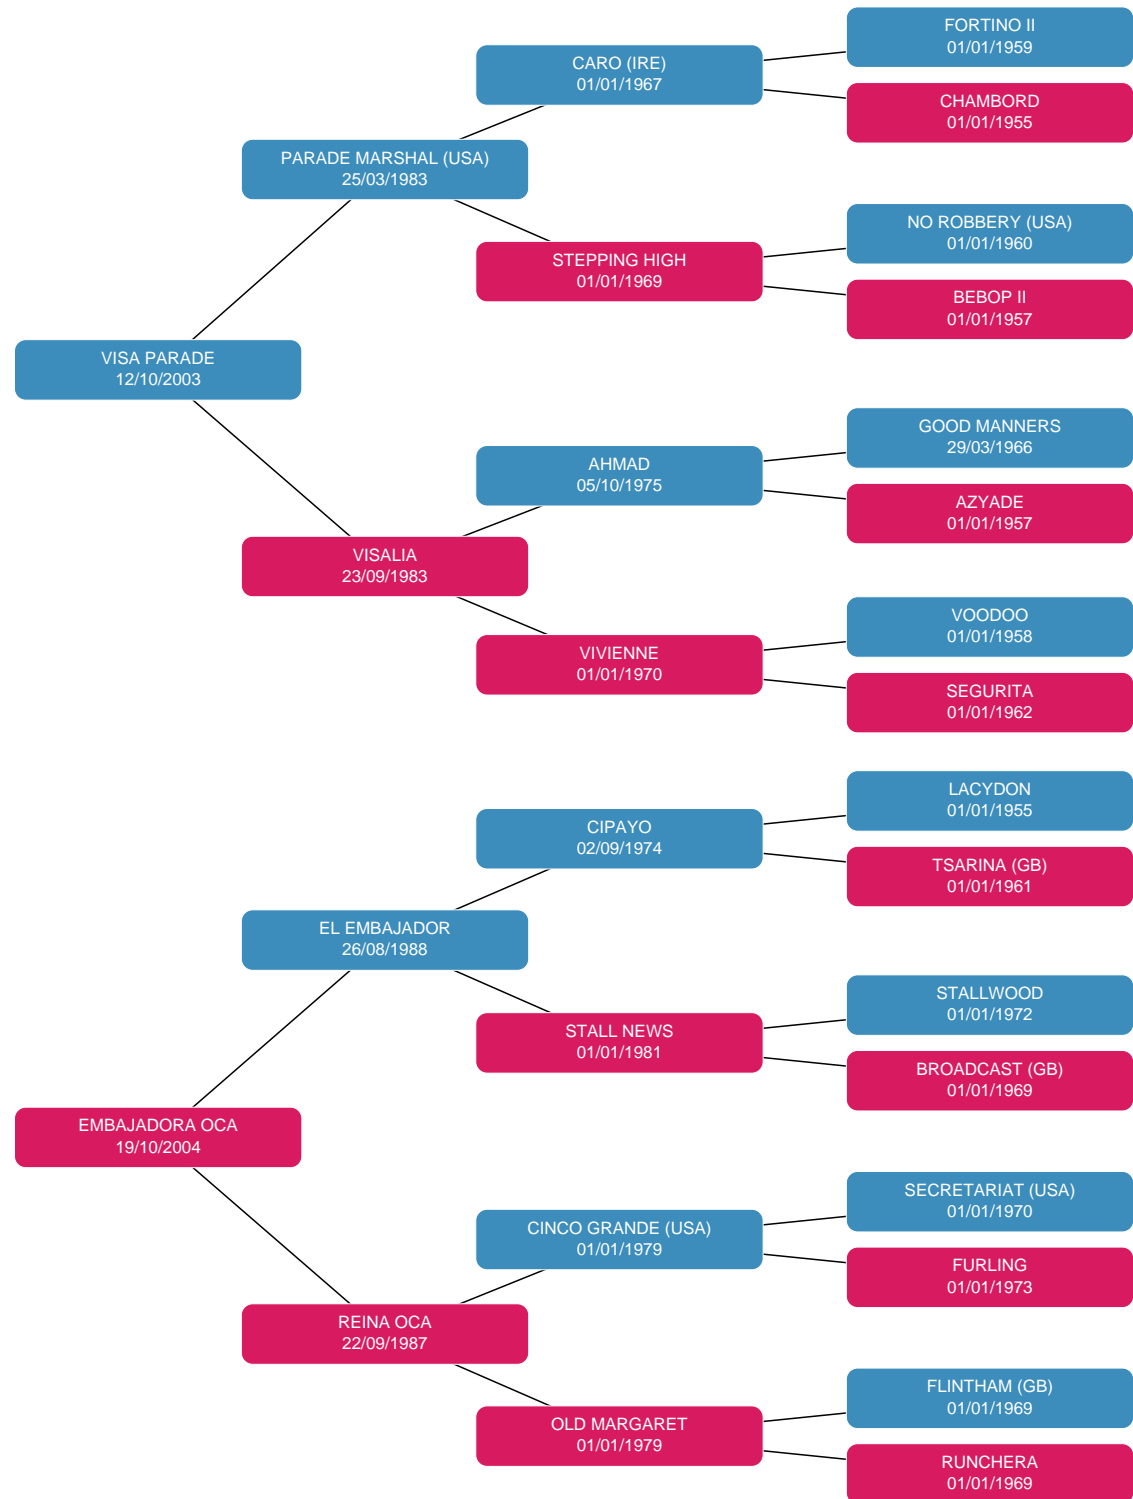 FORTINO II
01/01/1959
CARO (IRE)
01/01/1967
CHAMBORD
01/01/1955
PARADE MARSHAL (USA)
25/03/1983
NO ROBBERY (USA)
01/01/1960
STEPPING HIGH
01/01/1969
BEBOP II
01/01/1957
VISA PARADE
12/10/2003
GOOD MANNERS
29/03/1966
AHMAD
05/10/1975
AZYADE
01/01/1957
VISALIA
23/09/1983
VOODOO
01/01/1958
VIVIENNE
01/01/1970
SEGURITA
01/01/1962
LACYDON
01/01/1955
CIPAYO
02/09/1974
TSARINA (GB)
01/01/1961
EL EMBAJADOR
26/08/1988
STALLWOOD
01/01/1972
STALL NEWS
01/01/1981
BROADCAST (GB)
01/01/1969
EMBAJADORA OCA
19/10/2004
SECRETARIAT (USA)
01/01/1970
CINCO GRANDE (USA)
01/01/1979
FURLING
01/01/1973
REINA OCA
22/09/1987
FLINTHAM (GB)
01/01/1969
OLD MARGARET
01/01/1979
RUNCHERA
01/01/1969